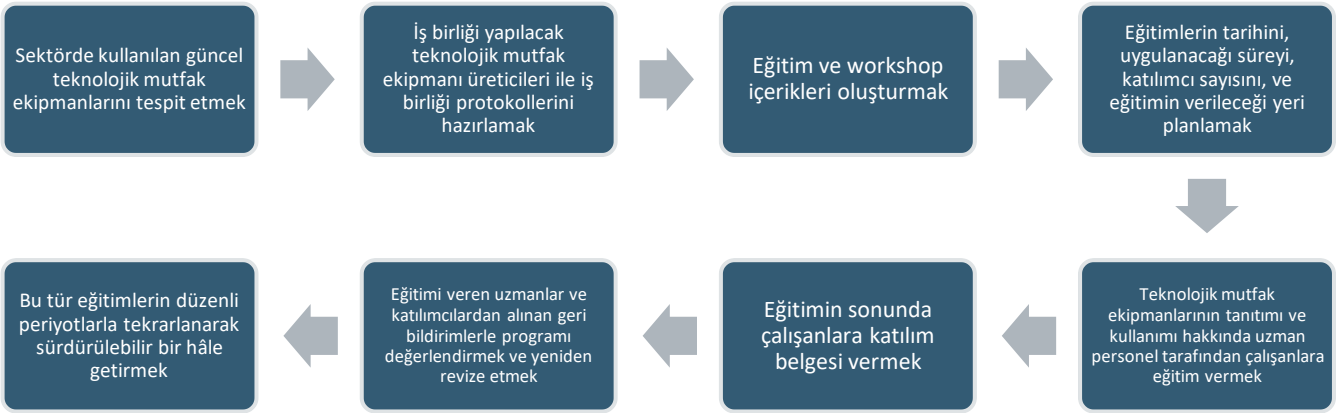 Sektörde kullanılan güncel
teknolojik mutfak
ekipmanlarını tespit etmek
İş birliği yapılacak
teknolojik mutfak
ekipmanı üreticileri ile iş
birliği protokollerini
hazırlamak
Eğitim ve workshop
içerikleri oluşturmak
Eğitimlerin tarihini,
uygulanacağı süreyi,
katılımcı sayısını, ve
eğitimin verileceği yeri
planlamak
Teknolojik mutfak
ekipmanlarının tanıtımı ve
kullanımı hakkında uzman
personel tarafından çalışanlara
eğitim vermek
Eğitimin sonunda
çalışanlara katılım
belgesi vermek
Eğitimi veren uzmanlar ve
katılımcılardan alınan geri
bildirimlerle programı
değerlendirmek ve yeniden
revize etmek
Bu tür eğitimlerin düzenli
periyotlarla tekrarlanarak
sürdürülebilir bir hâle
getirmek